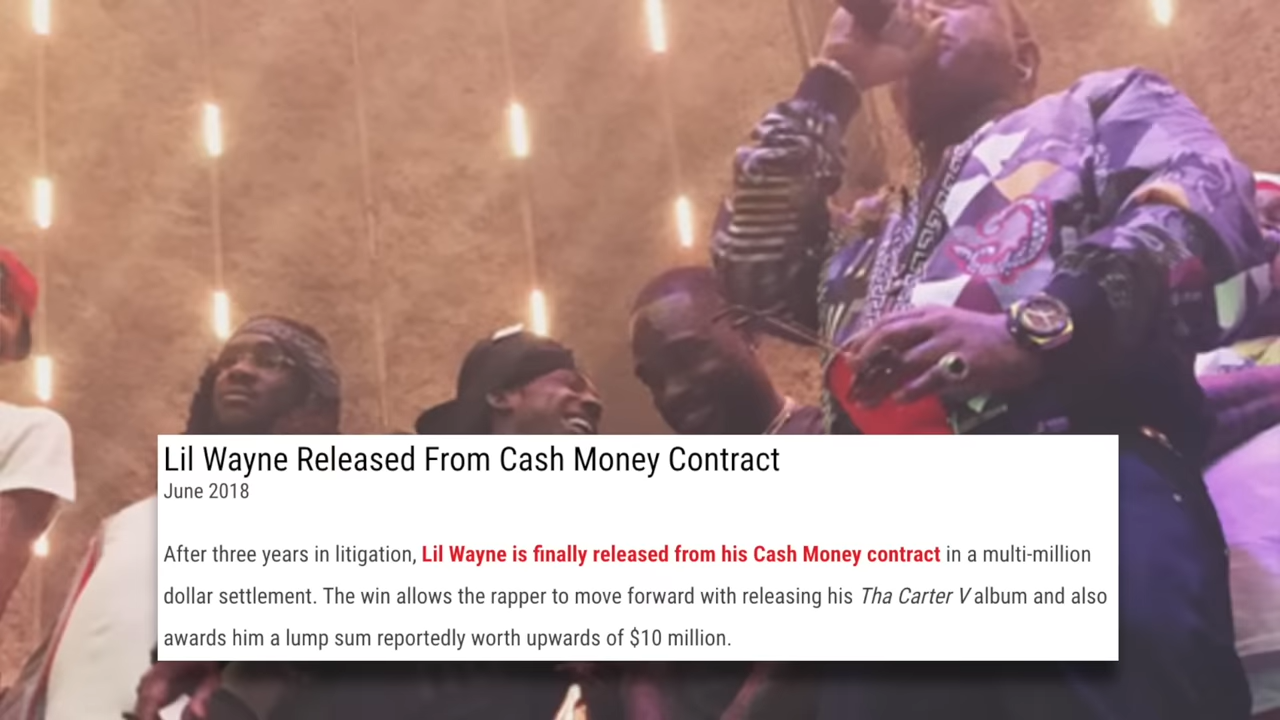 Lil Wayne Released From Cash Money Contract
June 2018
After three years in litigation, Lil Wayne is finally released from his Cash Money contract in a multi-million
dollar settlement. The win allows the rapper to move forward with releasing his Tha Carter V album and also
awards him a lump sum reportedly worth upwards of $10 million.